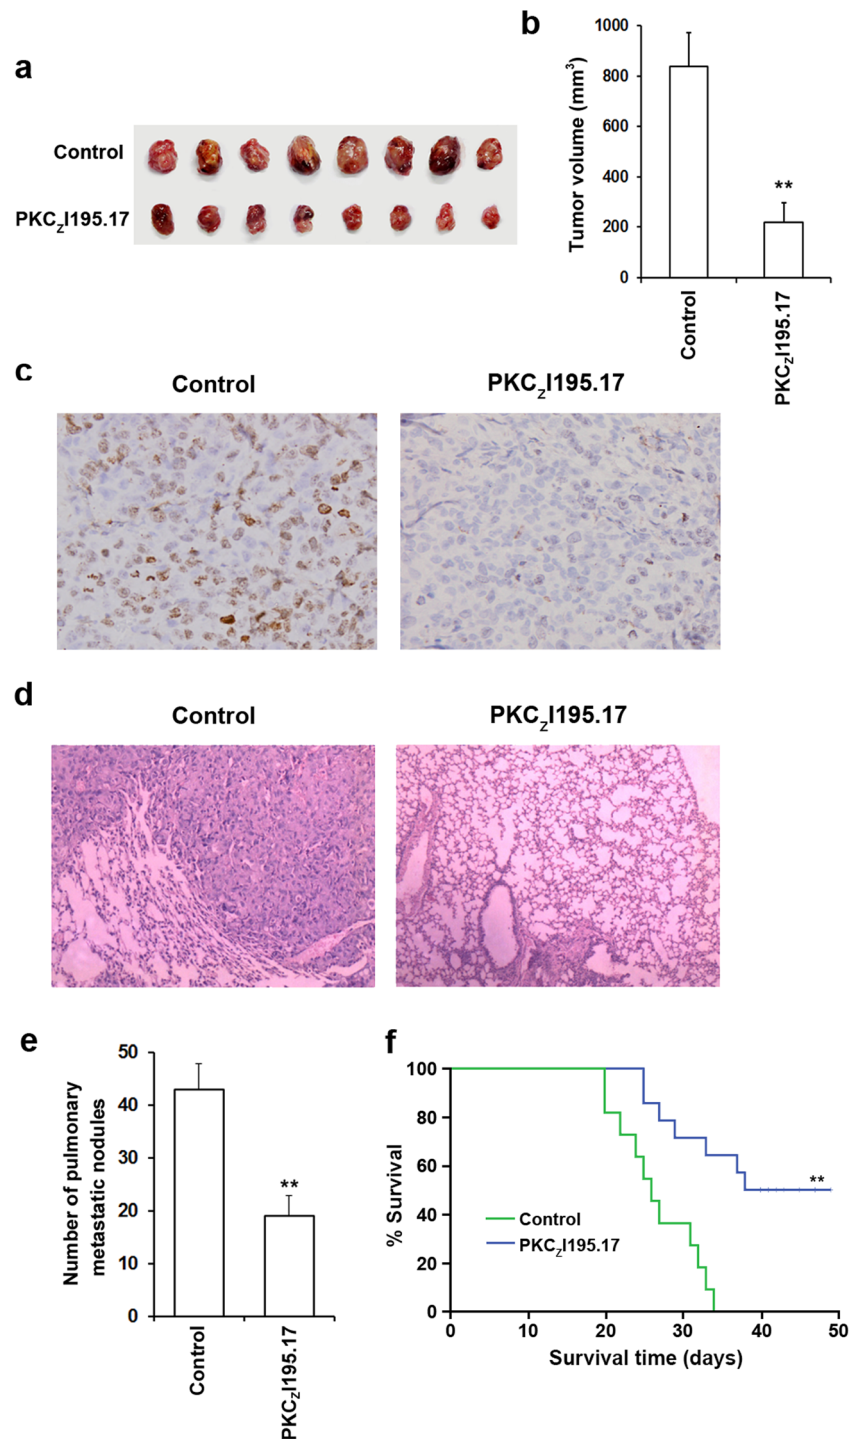 a
Control
PKCzI195.17
b
Tumor volume (mm³)
1000
800
600
400
200
0
**
Control
PKCzI195.17
c
Control
PKCzI195.17
d
Control
PKCzI195.17
e
Number of pulmonary
metastatic nodules
50
40
30
20
10
0
**
Control
PKCzI195.17
f
% Survival
100
80
60
40
20
0
**
Control
PKCzI195.17
0 10 20 30 40 50
Survival time (days)